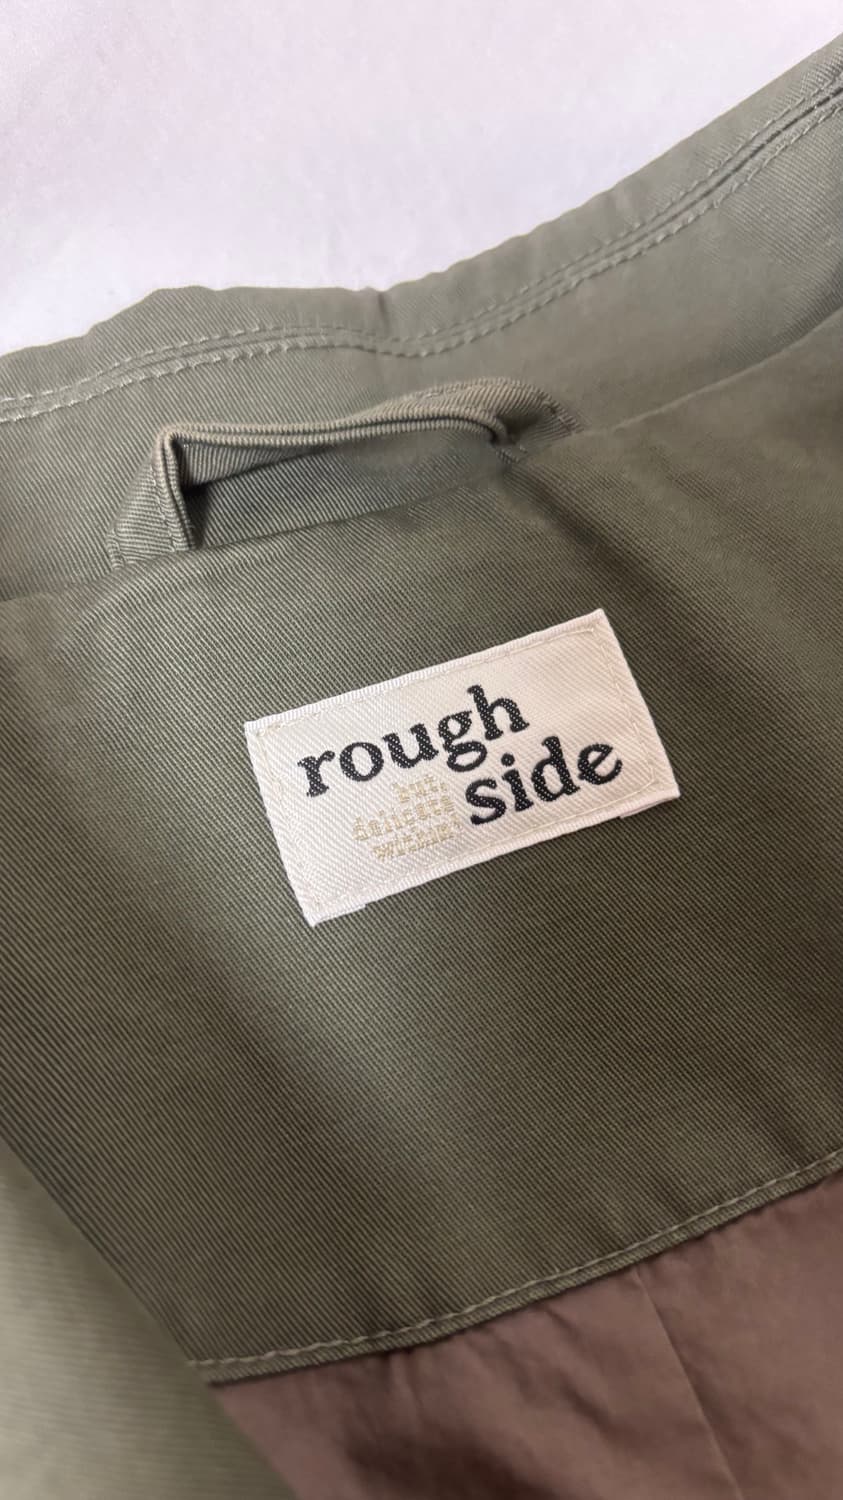 rough
side
but,
delicate
within.